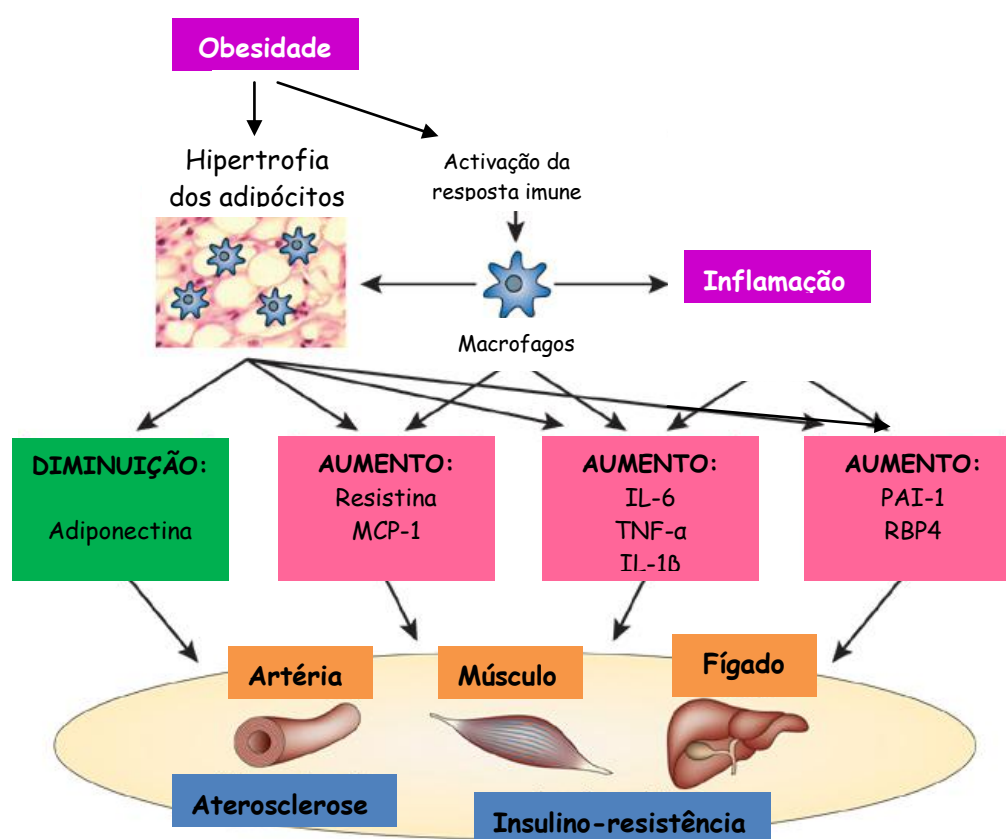 Obesidade
Hipertrofia
dos adipócitos
Activação da
resposta imune
Inflamação
Macrofagos
DIMINUIÇÃO:
Adiponectina
AUMENTO:
Resistina
MCP-1
AUMENTO:
IL-6
TNF-α
IL-1β
AUMENTO:
PAI-1
RBP4
Artéria
Músculo
Fígado
Aterosclerose
Insulino-resistência